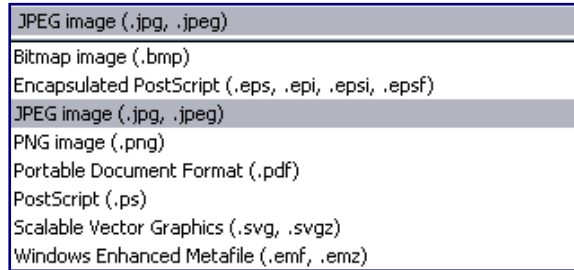 JPEG image (.jpg, .jpeg)
Bitmap image (.bmp)
Encapsulated PostScript (.eps, .epi, .epsi, .epsf)
JPEG image (.jpg, .jpeg)
PNG image (.png)
Portable Document Format (.pdf)
PostScript (.ps)
Scalable Vector Graphics (.svg, .svgz)
Windows Enhanced Metafile (.emf, .emz)